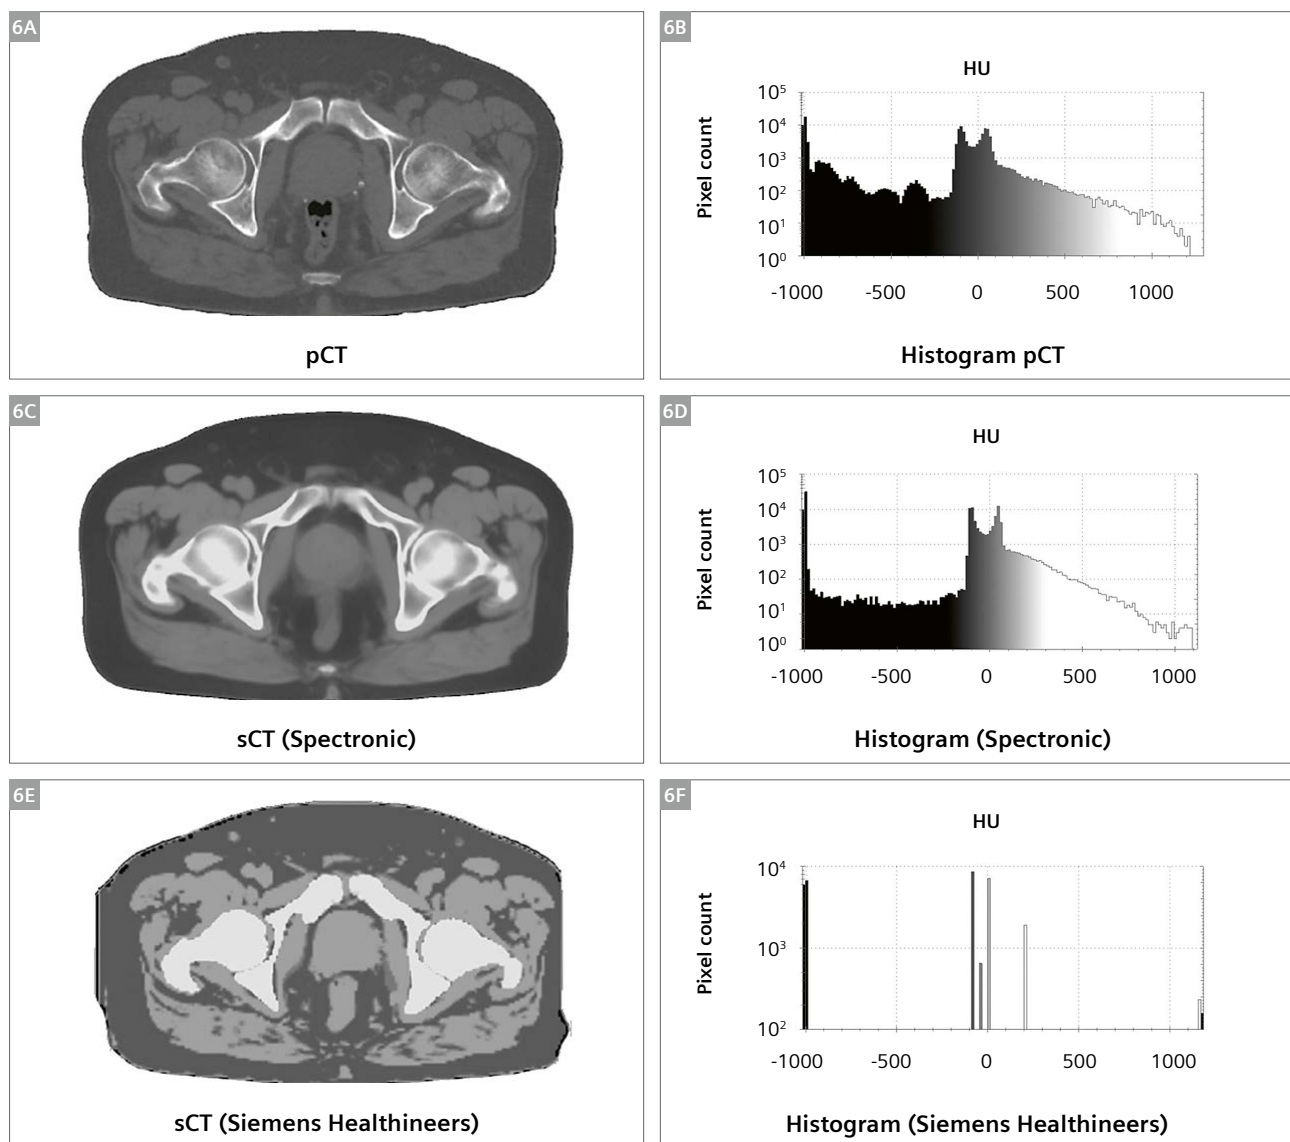 6A
pCT
6B
HU
Pixel count
10⁵
10⁴
10³
10²
10¹
10⁰
-1000 -500 0 500 1000
Histogram pCT
6C
sCT (Spectronic)
6D
HU
Pixel count
10⁵
10⁴
10³
10²
10¹
10⁰
-1000 -500 0 500 1000
Histogram (Spectronic)
6E
sCT (Siemens Healthineers)
6F
HU
Pixel count
10⁴
10³
10²
-1000 -500 0 500 1000
Histogram (Siemens Healthineers)